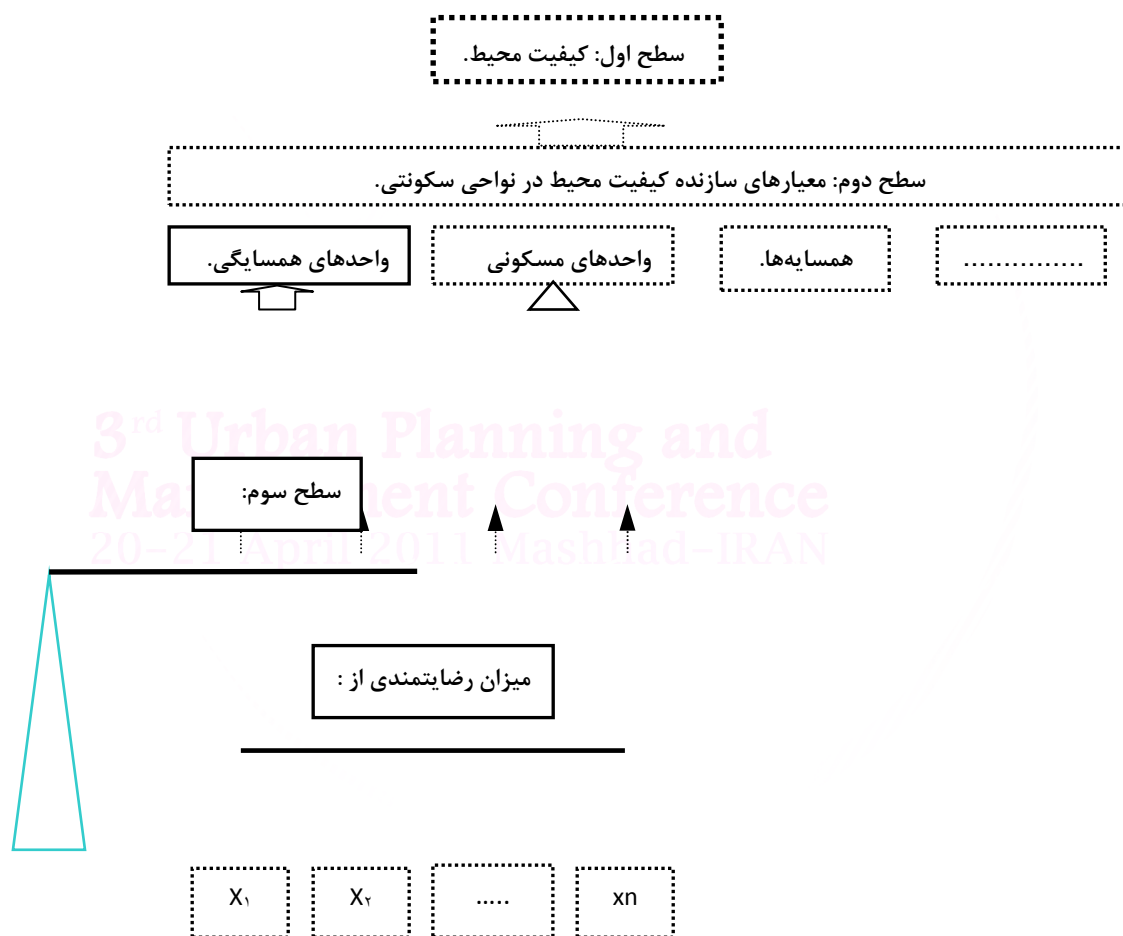 سطح اول: کیفیت محیط.
سطح دوم: معیارهای سازنده کیفیت محیط در نواحی سکونتی.
واحدهای همسایگی.
واحدهای مسکونی
همسایه‌ها.
...............
3rd Urban Planning and
Management Conference
20-21 April 2011 Mashhad-IRAN
سطح سوم:
میزان رضایتمندی از :
X۱
X۲
.....
xn